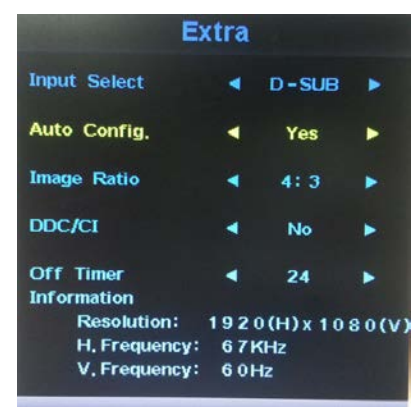 Extra
Input Select ◀ D-SUB ▶
Auto Config. ◀ Yes ▶
Image Ratio ◀ 4:3 ▶
DDC/CI ◀ No ▶
Off Timer ◀ 24 ▶
Information
Resolution: 1920(H)x1080(V)
H.Frequency: 67KHz
V.Frequency: 60Hz